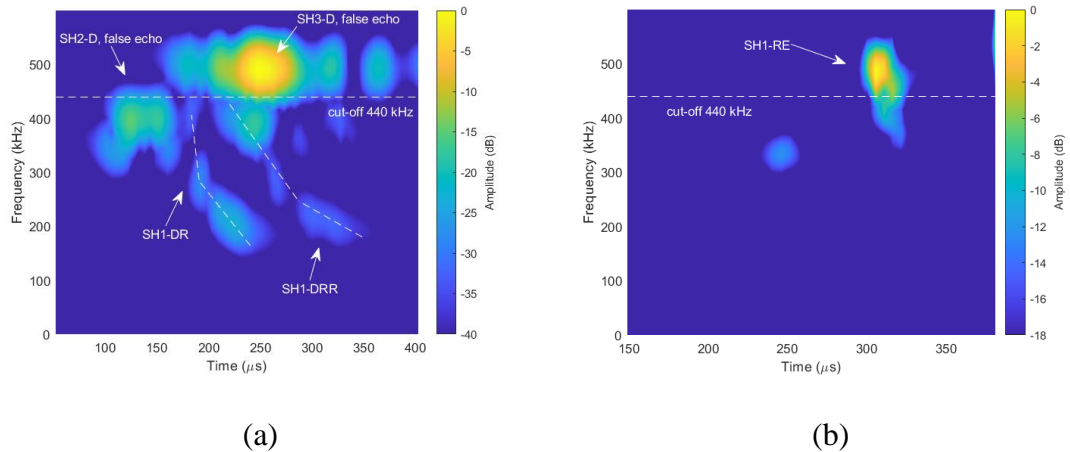 SH2-D, false echo
SH3-D, false echo
cut-off 440 kHz
SH1-DR
SH1-DRR
500
400
300
200
100
0
Frequency (kHz)
100
150
200
250
300
350
400
Time (μs)
0
-5
-10
-15
-20
-25
-30
-35
-40
Amplitude (dB)
(a)
SH1-RE
cut-off 440 kHz
500
400
300
200
100
0
Frequency (kHz)
150
200
250
300
350
Time (μs)
0
-2
-4
-6
-8
-10
-12
-14
-16
-18
Amplitude (dB)
(b)